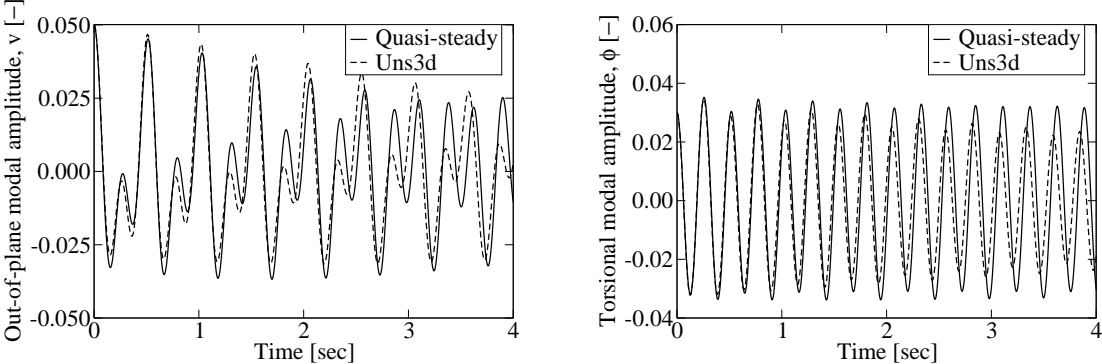 Out-of-plane modal amplitude, v [−]
0.050
0.025
0.000
-0.025
-0.050
Quasi-steady
Uns3d
0 1 2 3 4
Time [sec]
Torsional modal amplitude, ϕ [−]
0.06
0.04
0.02
0.00
-0.02
-0.04
Quasi-steady
Uns3d
0 1 2 3 4
Time [sec]